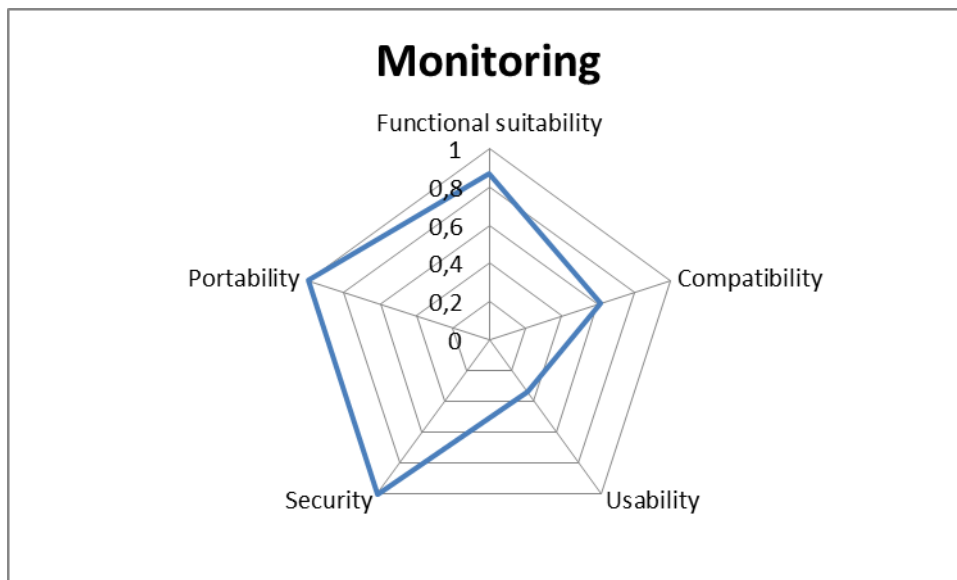 Monitoring
Functional suitability
1
0,8
0,6
0,4
0,2
0
Portability
Compatibility
Security
Usability